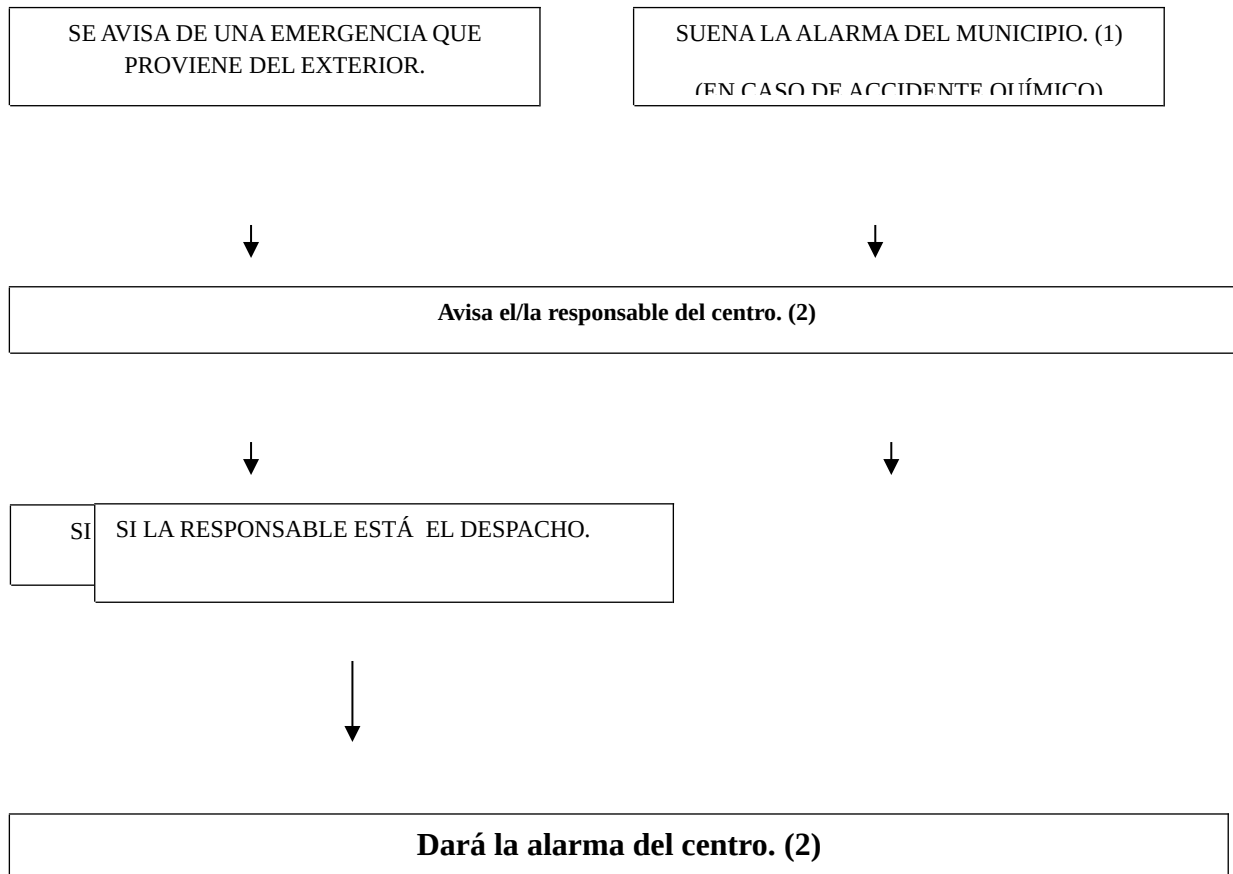 SE AVISA DE UNA EMERGENCIA QUE
PROVIENE DEL EXTERIOR.
SUENA LA ALARMA DEL MUNICIPIO. (1)
(EN CASO DE ACCIDENTE QUÍMICO)
Avisa el/la responsable del centro. (2)
SI
SI LA RESPONSABLE ESTÁ EL DESPACHO.
Dará la alarma del centro. (2)